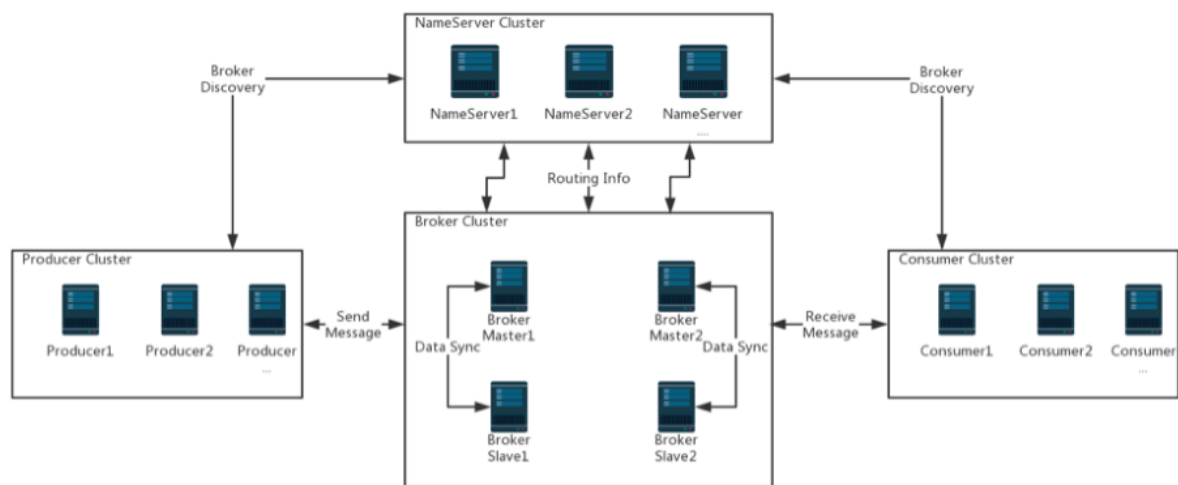 NameServer Cluster
NameServer1
NameServer2
NameServer
....
Broker
Discovery
Broker
Discovery
Routing Info
Broker Cluster
Producer Cluster
Producer1
Producer2
Producer
...
Send
Message
Broker
Master1
Broker
Master2
Data Sync
Data Sync
Broker
Slave1
Broker
Slave2
Receive
Message
Consumer Cluster
Consumer1
Consumer2
Consumer
...